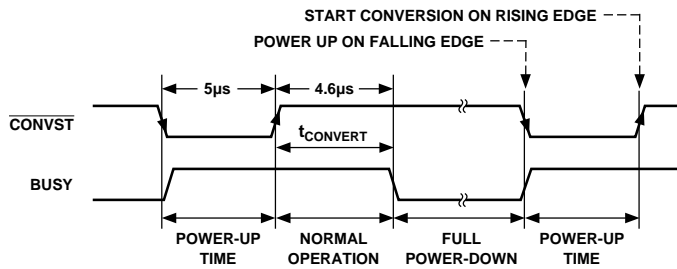 START CONVERSION ON RISING EDGE
POWER UP ON FALLING EDGE
5µs
4.6µs
CONVST
tCONVERT
BUSY
POWER-UP
TIME
NORMAL
OPERATION
FULL
POWER-DOWN
POWER-UP
TIME